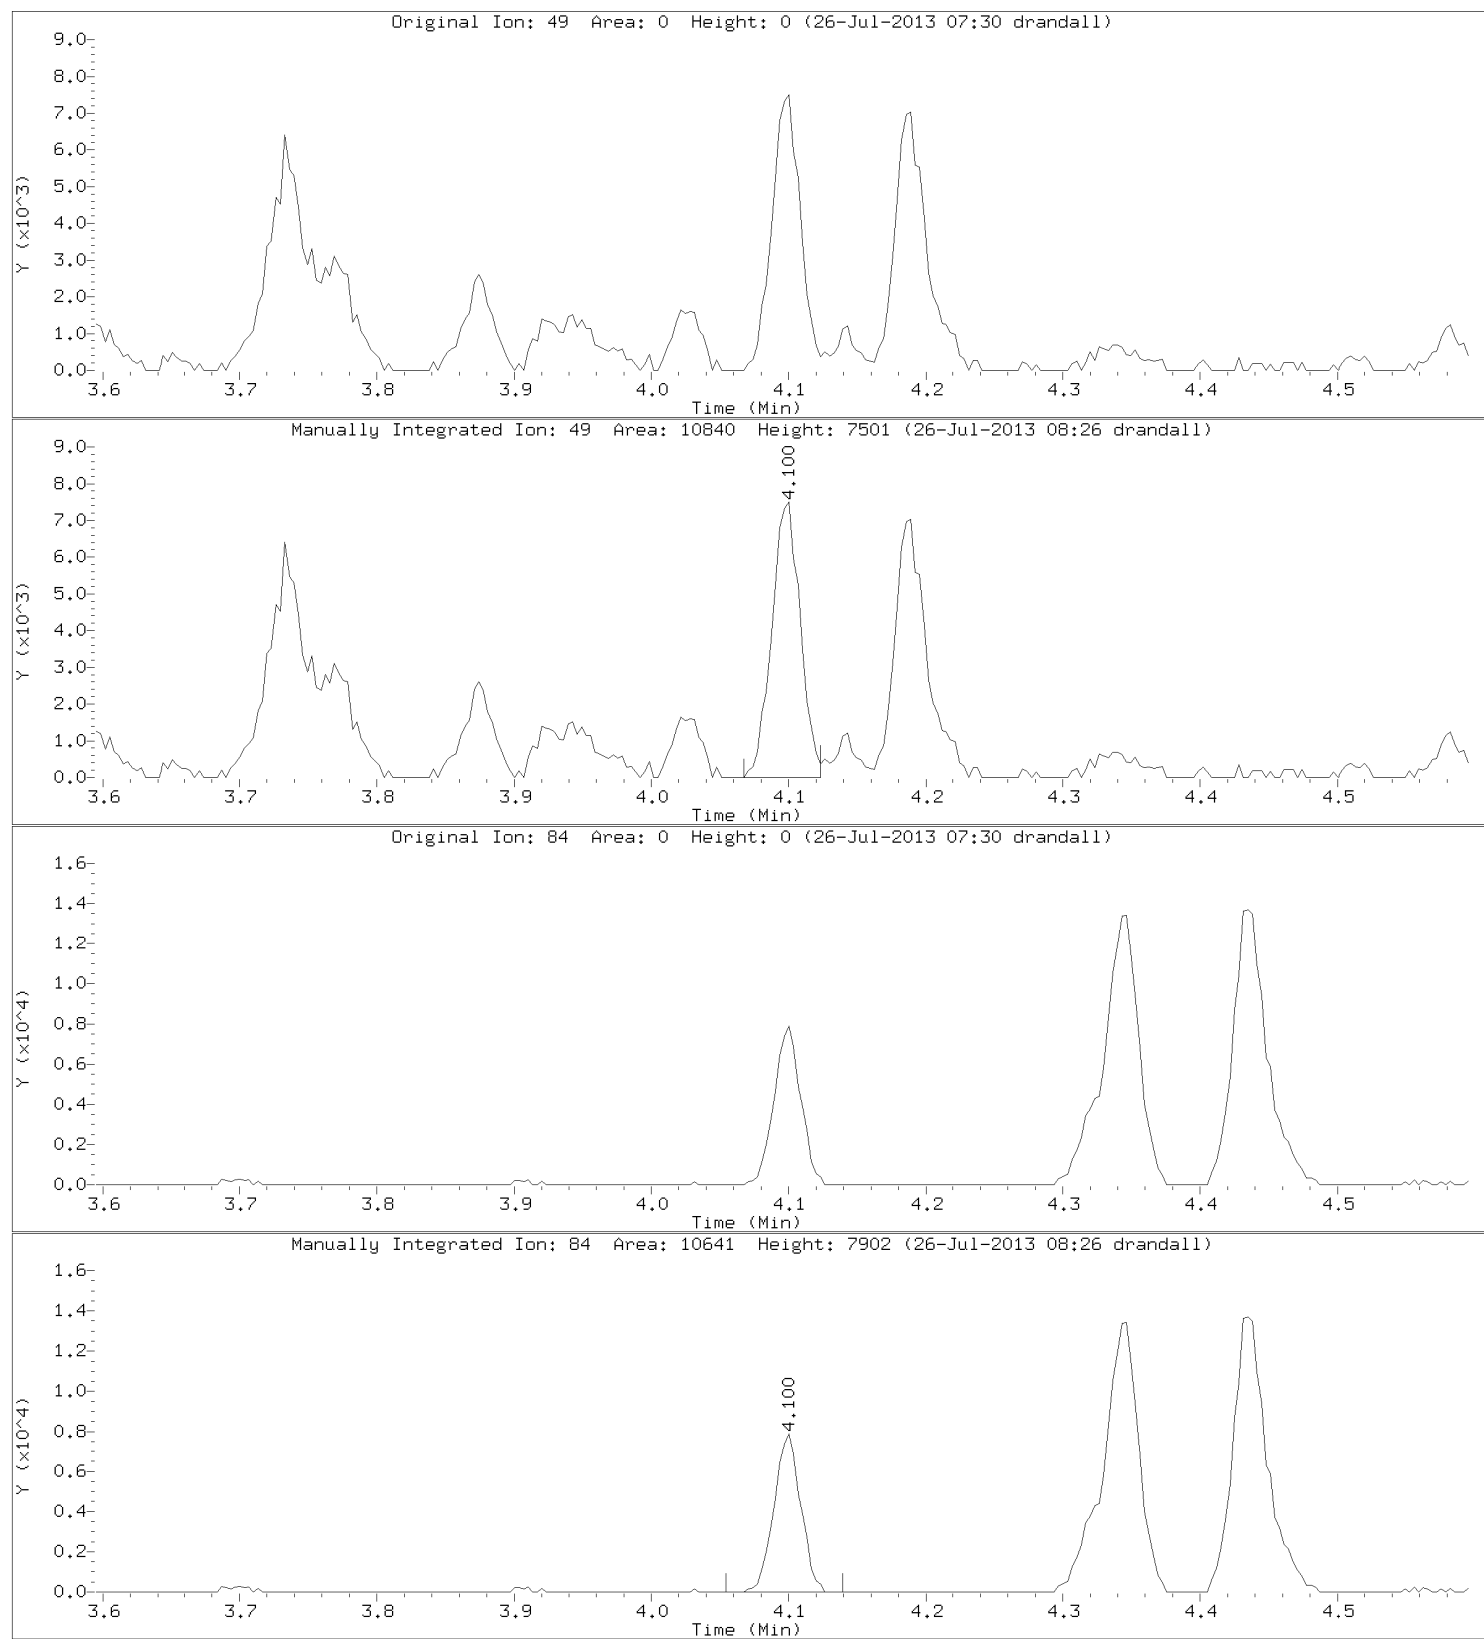 Original Ion: 49 Area: 0 Height: 0 (26-Jul-2013 07:30 drandall)
9.0
8.0
7.0
6.0
5.0
4.0
3.0
2.0
1.0
0.0
Y (x10^3)
3.6 3.7 3.8 3.9 4.0 4.1 4.2 4.3 4.4 4.5
Time (Min)
Manually Integrated Ion: 49 Area: 10840 Height: 7501 (26-Jul-2013 08:26 drandall)
9.0
8.0
7.0
6.0
5.0
4.0
3.0
2.0
1.0
0.0
Y (x10^3)
4.100
3.6 3.7 3.8 3.9 4.0 4.1 4.2 4.3 4.4 4.5
Time (Min)
Original Ion: 84 Area: 0 Height: 0 (26-Jul-2013 07:30 drandall)
1.6
1.4
1.2
1.0
0.8
0.6
0.4
0.2
0.0
Y (x10^4)
3.6 3.7 3.8 3.9 4.0 4.1 4.2 4.3 4.4 4.5
Time (Min)
Manually Integrated Ion: 84 Area: 10641 Height: 7902 (26-Jul-2013 08:26 drandall)
1.6
1.4
1.2
1.0
0.8
0.6
0.4
0.2
0.0
Y (x10^4)
4.100
3.6 3.7 3.8 3.9 4.0 4.1 4.2 4.3 4.4 4.5
Time (Min)